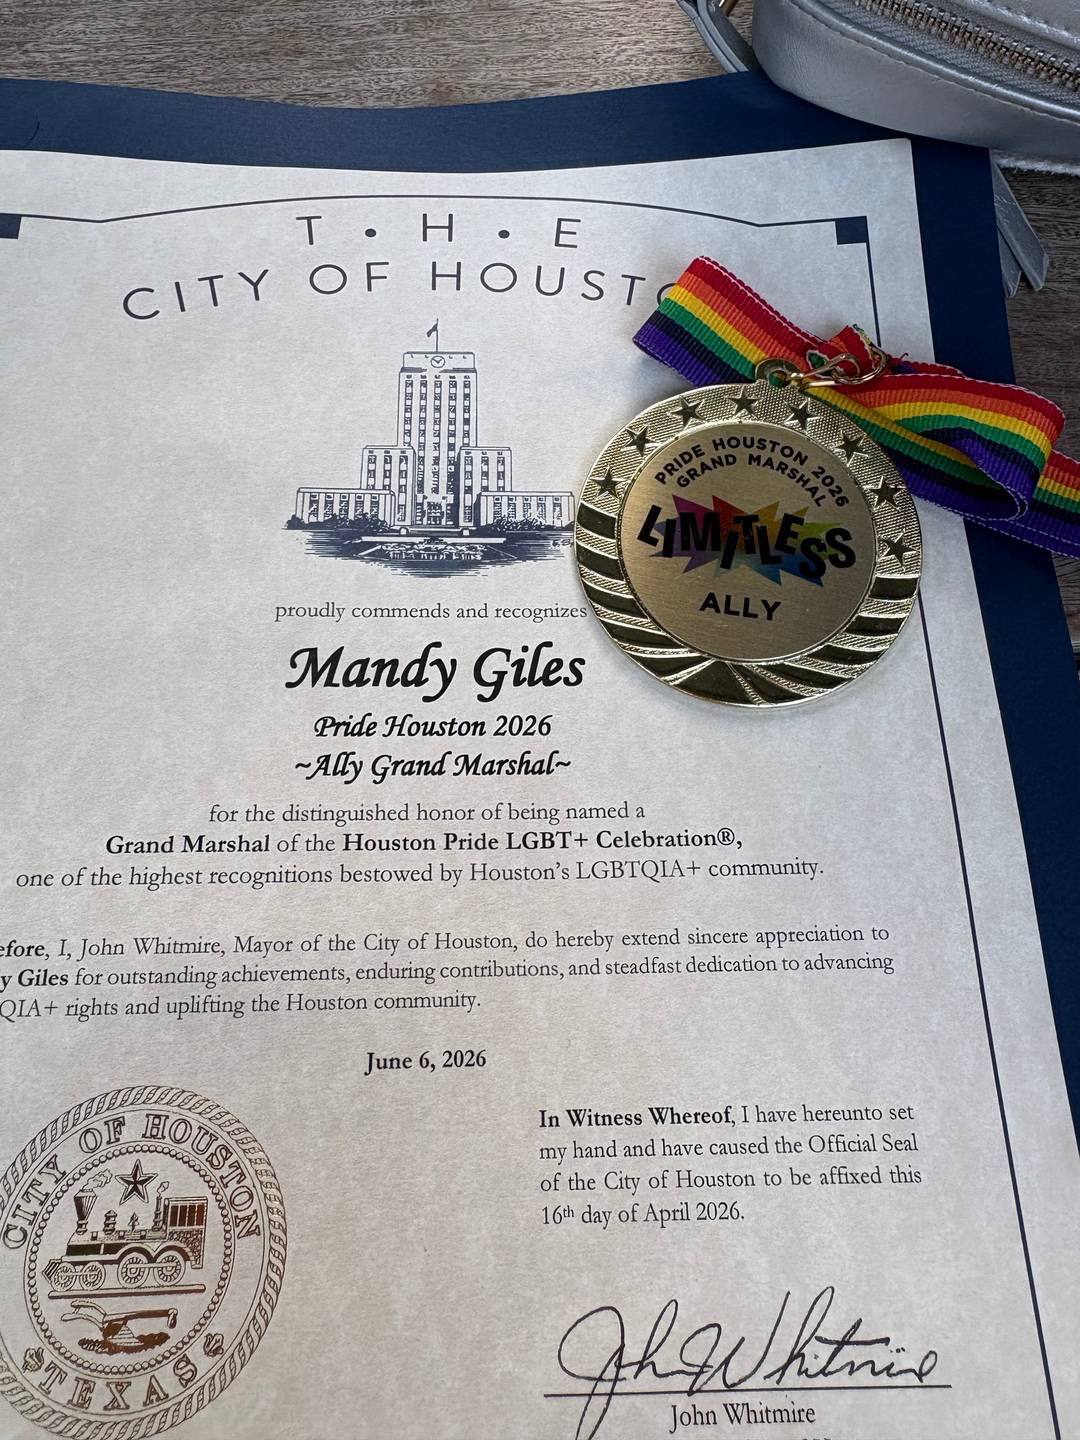 T • H • E
CITY OF HOUSTO
proudly commends and recognizes
Mandy Giles
Pride Houston 2026
~Ally Grand Marshal~
for the distinguished honor of being named a
Grand Marshal of the Houston Pride LGBT+ Celebration®,
one of the highest recognitions bestowed by Houston's LGBTQIA+ community.
efore, I, John Whitmire, Mayor of the City of Houston, do hereby extend sincere appreciation to
y Giles for outstanding achievements, enduring contributions, and steadfast dedication to advancing
QIA+ rights and uplifting the Houston community.
June 6, 2026
In Witness Whereof, I have hereunto set
my hand and have caused the Official Seal
of the City of Houston to be affixed this
16th day of April 2026.
John Whitmire
John Whitmire
CITY OF HOUSTON
TEXAS
PRIDE HOUSTON 2026
GRAND MARSHAL
LIMITLESS
ALLY